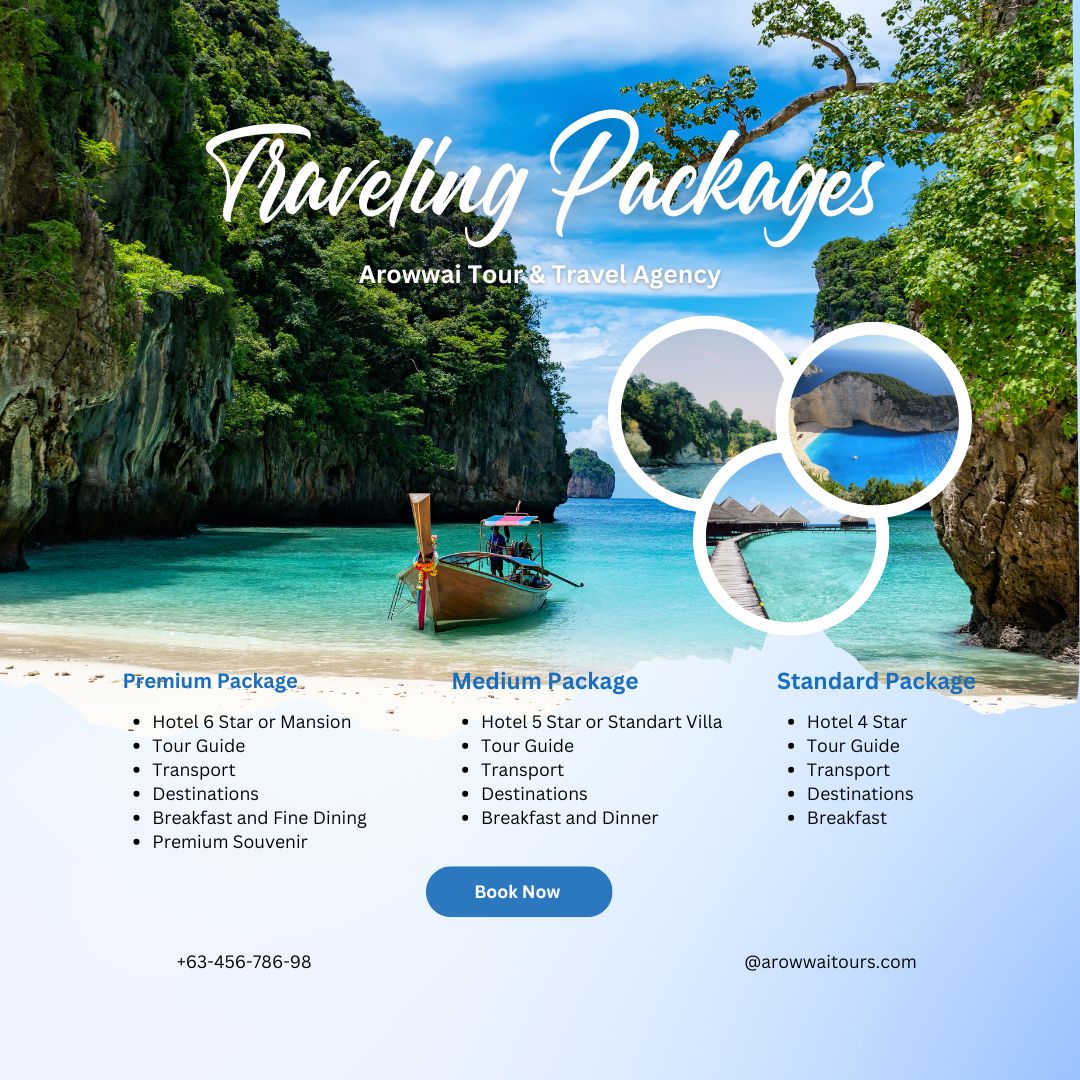 Traveling Packages
Arowwai Tour & Travel Agency
Premium Package
Hotel 6 Star or Mansion
Tour Guide
Transport
Destinations
Breakfast and Fine Dining
Premium Souvenir
Medium Package
Hotel 5 Star or Standart Villa
Tour Guide
Transport
Destinations
Breakfast and Dinner
Standard Package
Hotel 4 Star
Tour Guide
Transport
Destinations
Breakfast
Book Now
+63-456-786-98
@arowwaitours.com